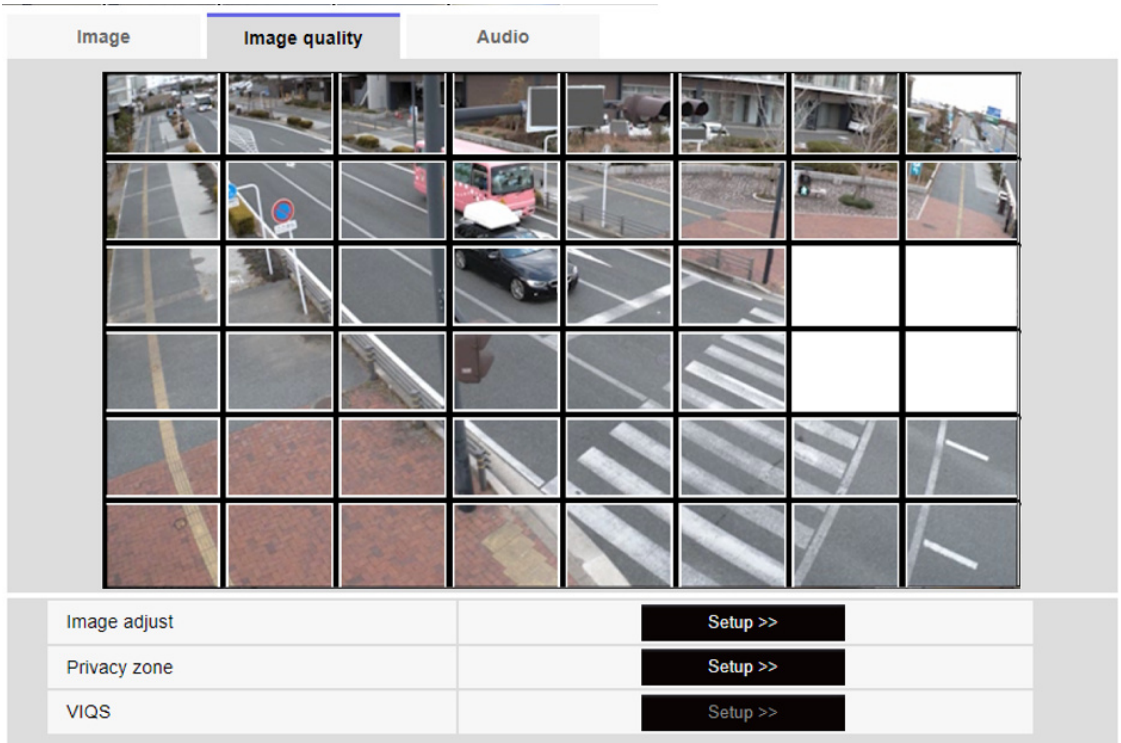 Image
Image quality
Audio
Image adjust
Setup >>
Privacy zone
Setup >>
VIQS
Setup >>